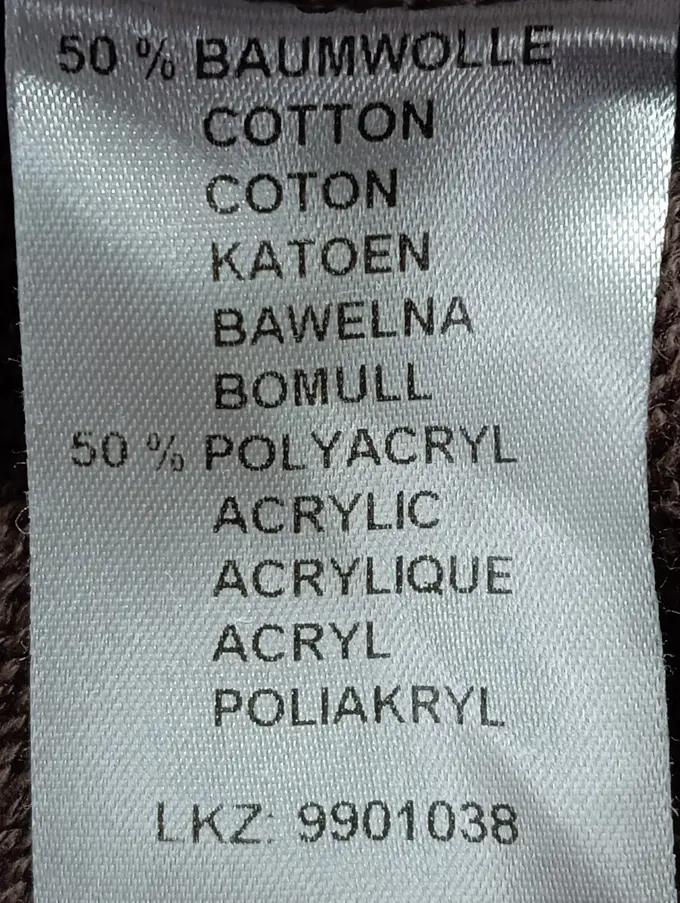 50 % BAUMWOLLE
COTTON
COTON
KATOEN
BAWELNA
BOMULL
50 % POLYACRYL
ACRYLIC
ACRYLIQUE
ACRYL
POLIAKRYL
LKZ: 9901038